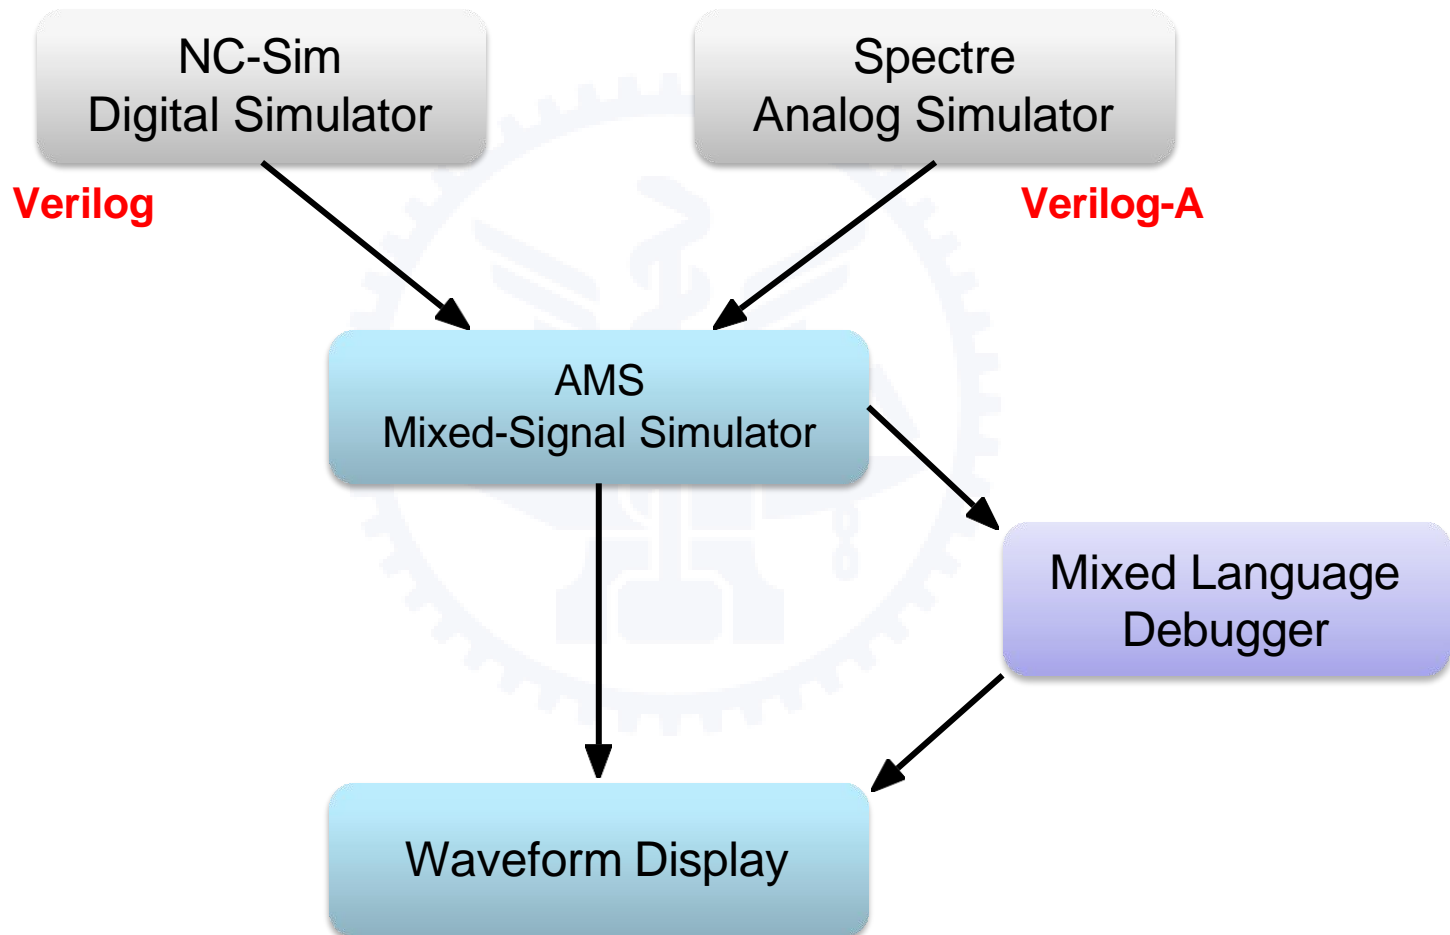 NC-Sim
Digital Simulator
Spectre
Analog Simulator
Verilog
Verilog-A
AMS
Mixed-Signal Simulator
Mixed Language
Debugger
Waveform Display